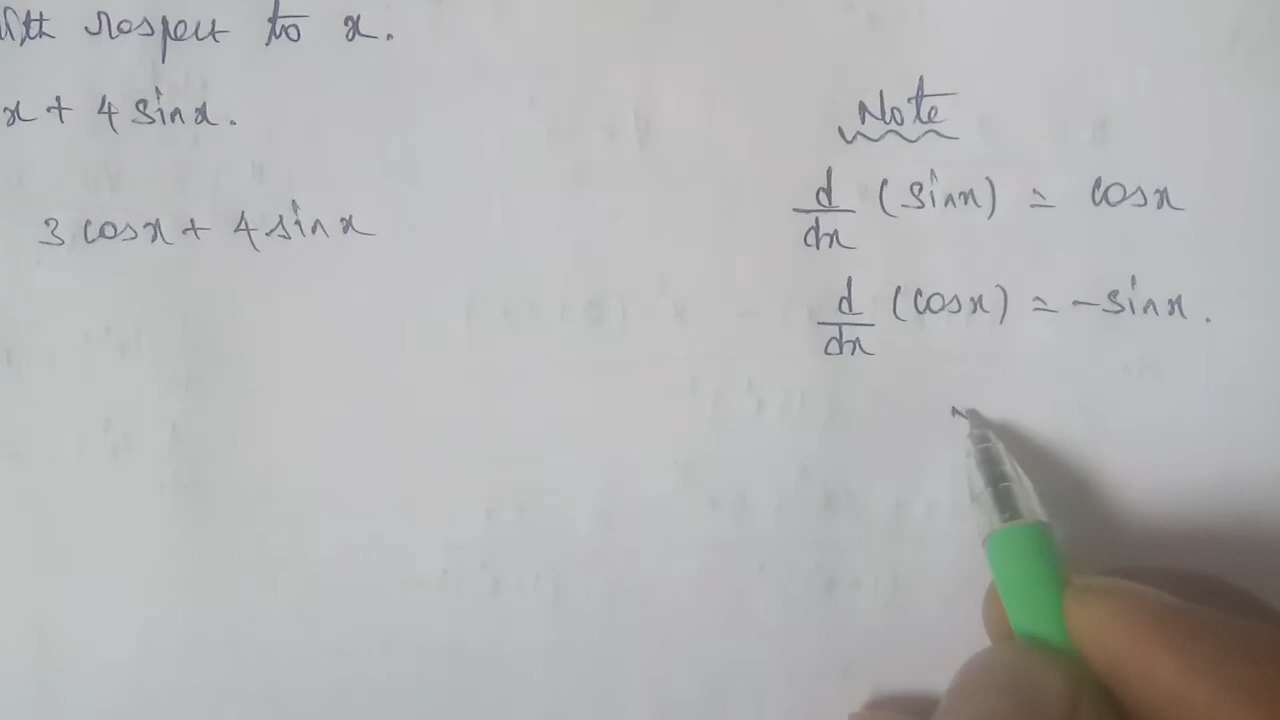 with respect to x.
x + 4 sin x.
3 cos x + 4 sin x
Note
d/dx (sin x) = cos x
d/dx (cos x) = - sin x.